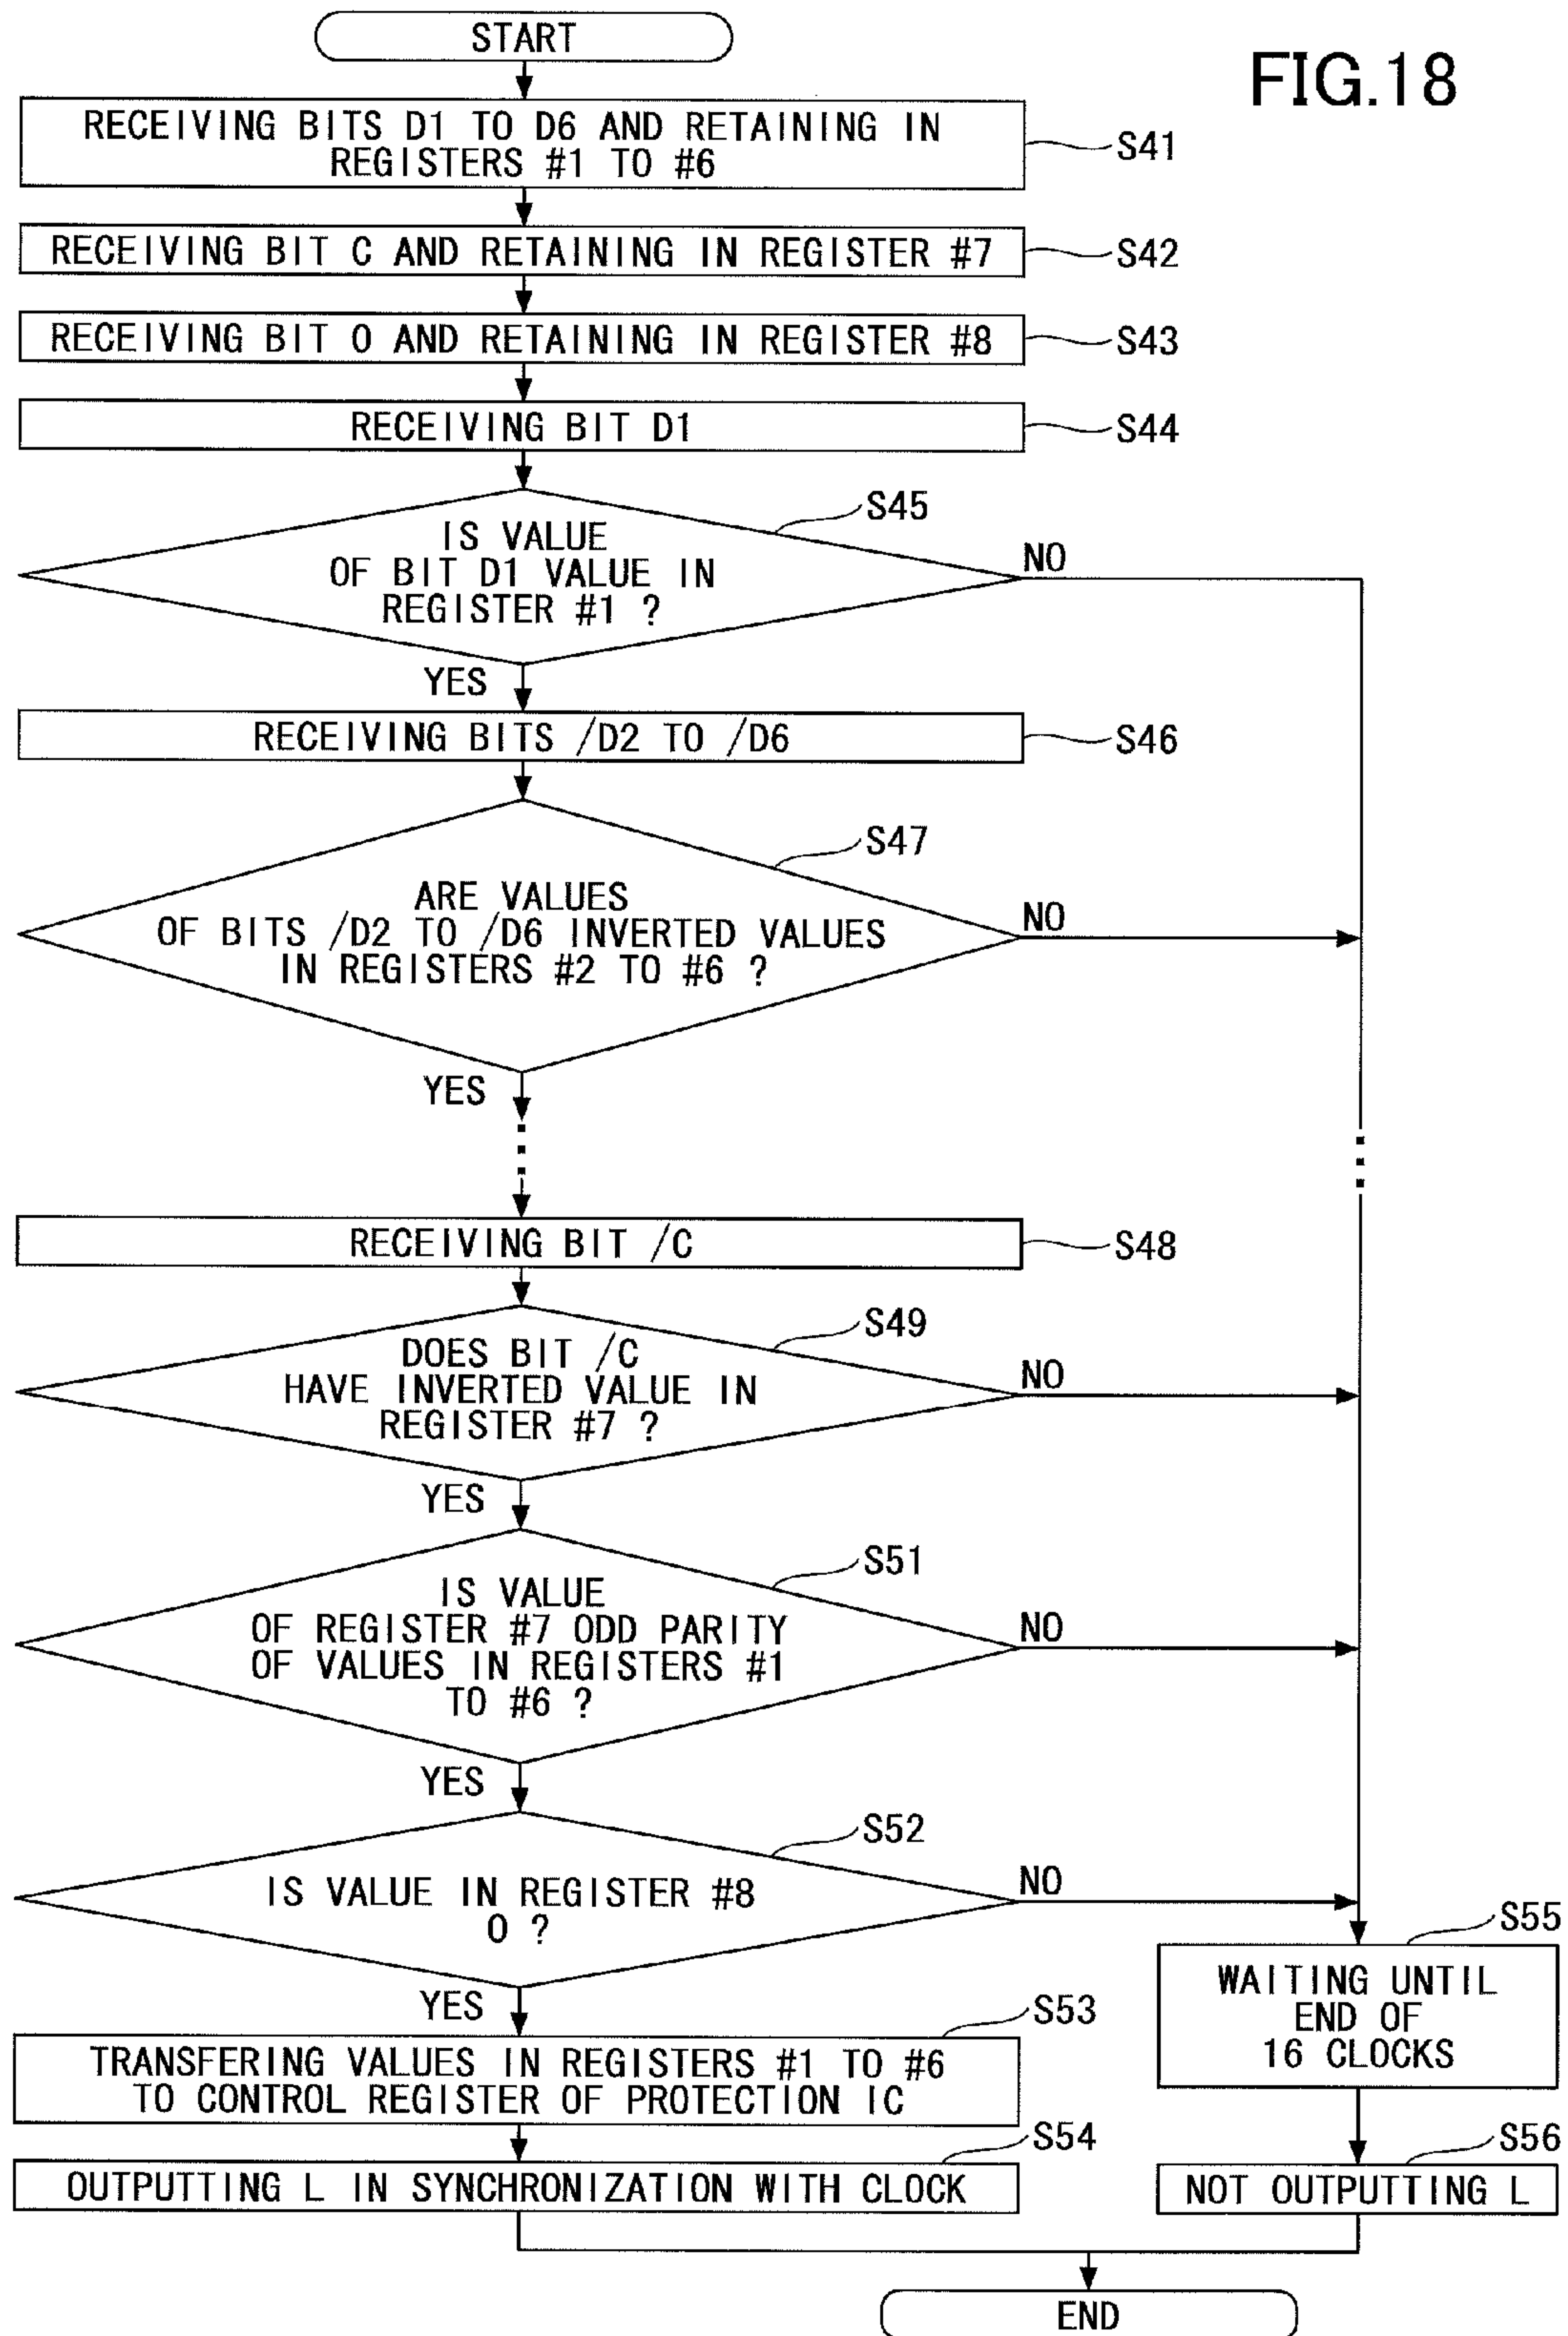 START
FIG.18
RECEIVING BITS D1 TO D6 AND RETAINING IN
REGISTERS #1 TO #6
S41
RECEIVING BIT C AND RETAINING IN REGISTER #7
S42
RECEIVING BIT 0 AND RETAINING IN REGISTER #8
S43
RECEIVING BIT D1
S44
S45
IS VALUE
OF BIT D1 VALUE IN
REGISTER #1 ?
NO
YES
RECEIVING BITS /D2 TO /D6
S46
S47
ARE VALUES
OF BITS /D2 TO /D6 INVERTED VALUES
IN REGISTERS #2 TO #6 ?
NO
YES
RECEIVING BIT /C
S48
S49
DOES BIT /C
HAVE INVERTED VALUE IN
REGISTER #7 ?
NO
YES
S51
IS VALUE
OF REGISTER #7 ODD PARITY
OF VALUES IN REGISTERS #1
TO #6 ?
NO
YES
S52
IS VALUE IN REGISTER #8
0 ?
NO
YES
S53
TRANSFERING VALUES IN REGISTERS #1 TO #6
TO CONTROL REGISTER OF PROTECTION IC
S54
OUTPUTTING L IN SYNCHRONIZATION WITH CLOCK
S55
WAITING UNTIL
END OF
16 CLOCKS
S56
NOT OUTPUTTING L
END